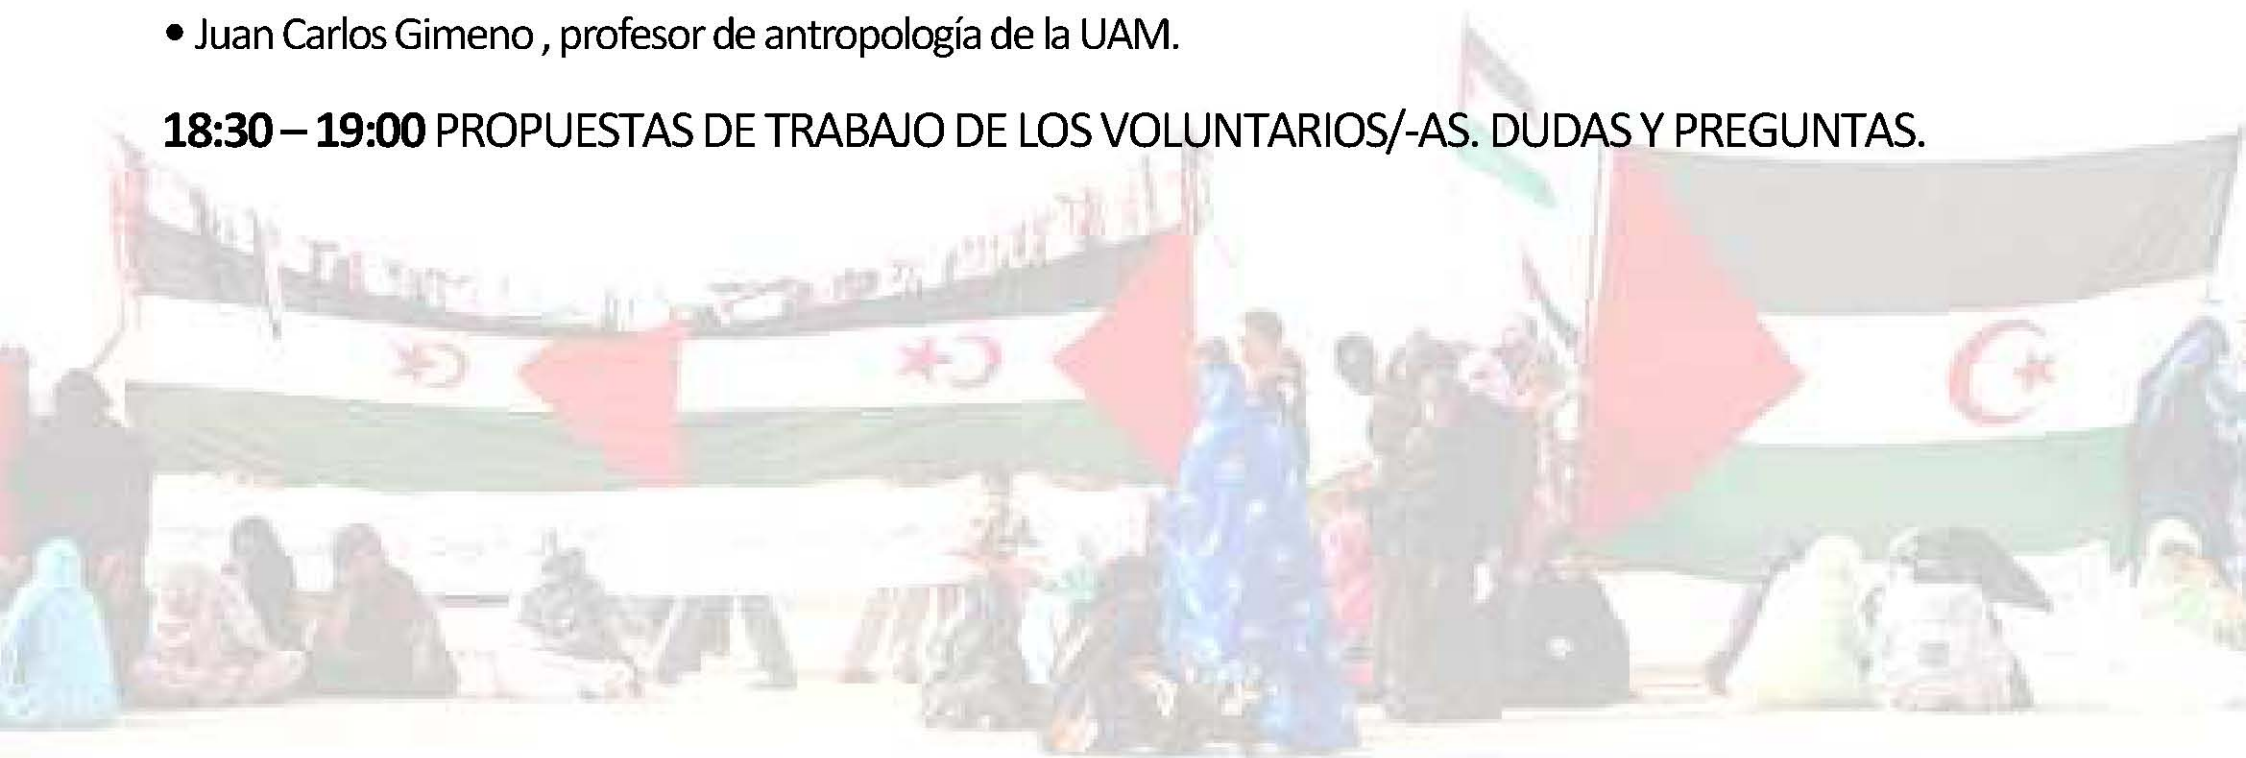 • Juan Carlos Gimeno , profesor de antropología de la UAM.
18:30 – 19:00 PROPUESTAS DE TRABAJO DE LOS VOLUNTARIOS/-AS. DUDAS Y PREGUNTAS.